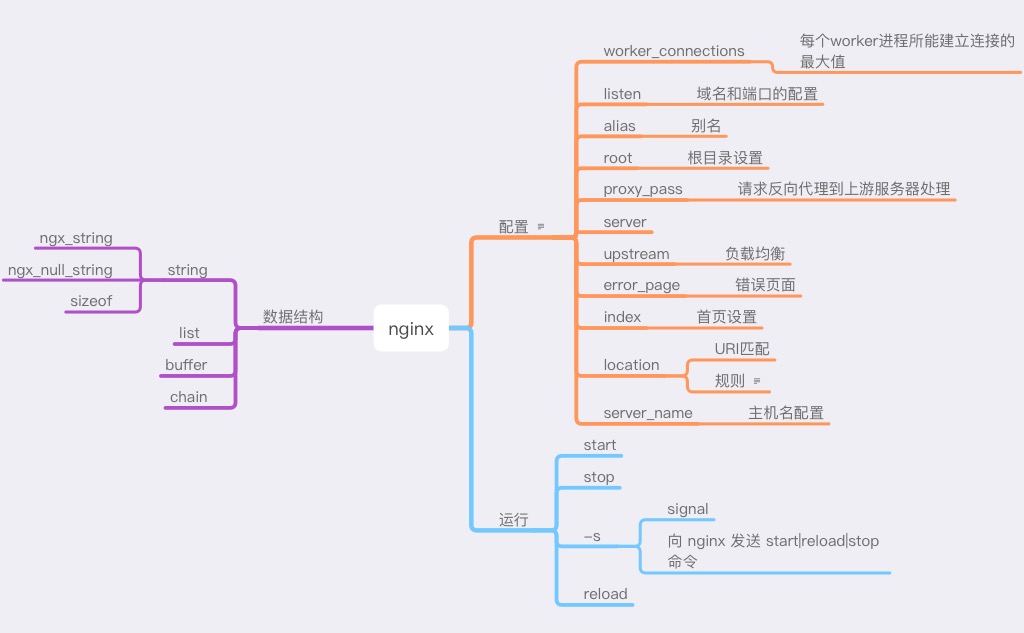 nginx
配置
worker_connections
每个worker进程所能建立连接的
最大值
listen
域名和端口的配置
alias
别名
root
根目录设置
proxy_pass
请求反向代理到上游服务器处理
server
upstream
负载均衡
error_page
错误页面
index
首页设置
location
URI匹配
规则
server_name
主机名配置
运行
start
stop
-s
signal
向 nginx 发送 start|reload|stop
命令
reload
数据结构
string
ngx_string
ngx_null_string
sizeof
list
buffer
chain